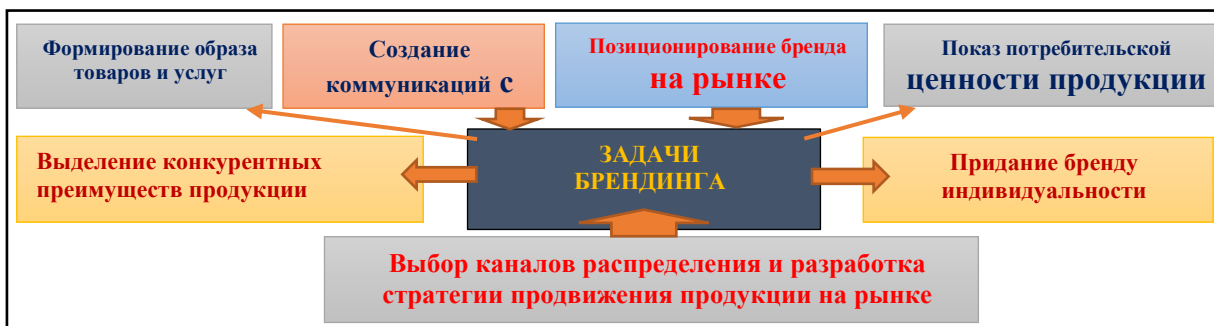 Формирование образа
товаров и услуг
Создание
коммуникаций с
Позиционирование бренда
на рынке
Показ потребительской
ценности продукции
Выделение конкурентных
преимуществ продукции
ЗАДАЧИ
БРЕНДИНГА
Придание бренду
индивидуальности
Выбор каналов распределения и разработка
стратегии продвижения продукции на рынке